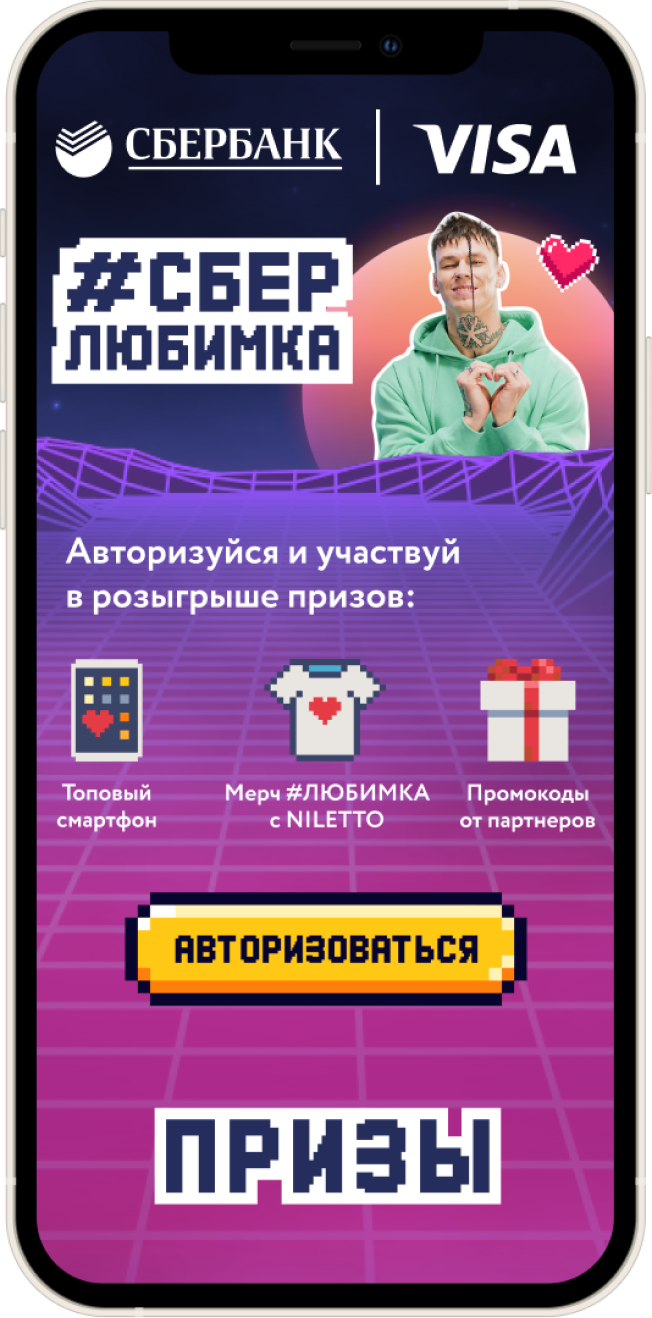 СБЕРБАНК
VISA
#СБЕР
ЛЮБИМКА
Авторизуйся и участвуй
в розыгрыше призов:
Топовый
смартфон
Мерч #ЛЮБИМКА
с NILETTO
Промокоды
от партнеров
АВТОРИЗОВАТЬСЯ
ПРИЗЫ